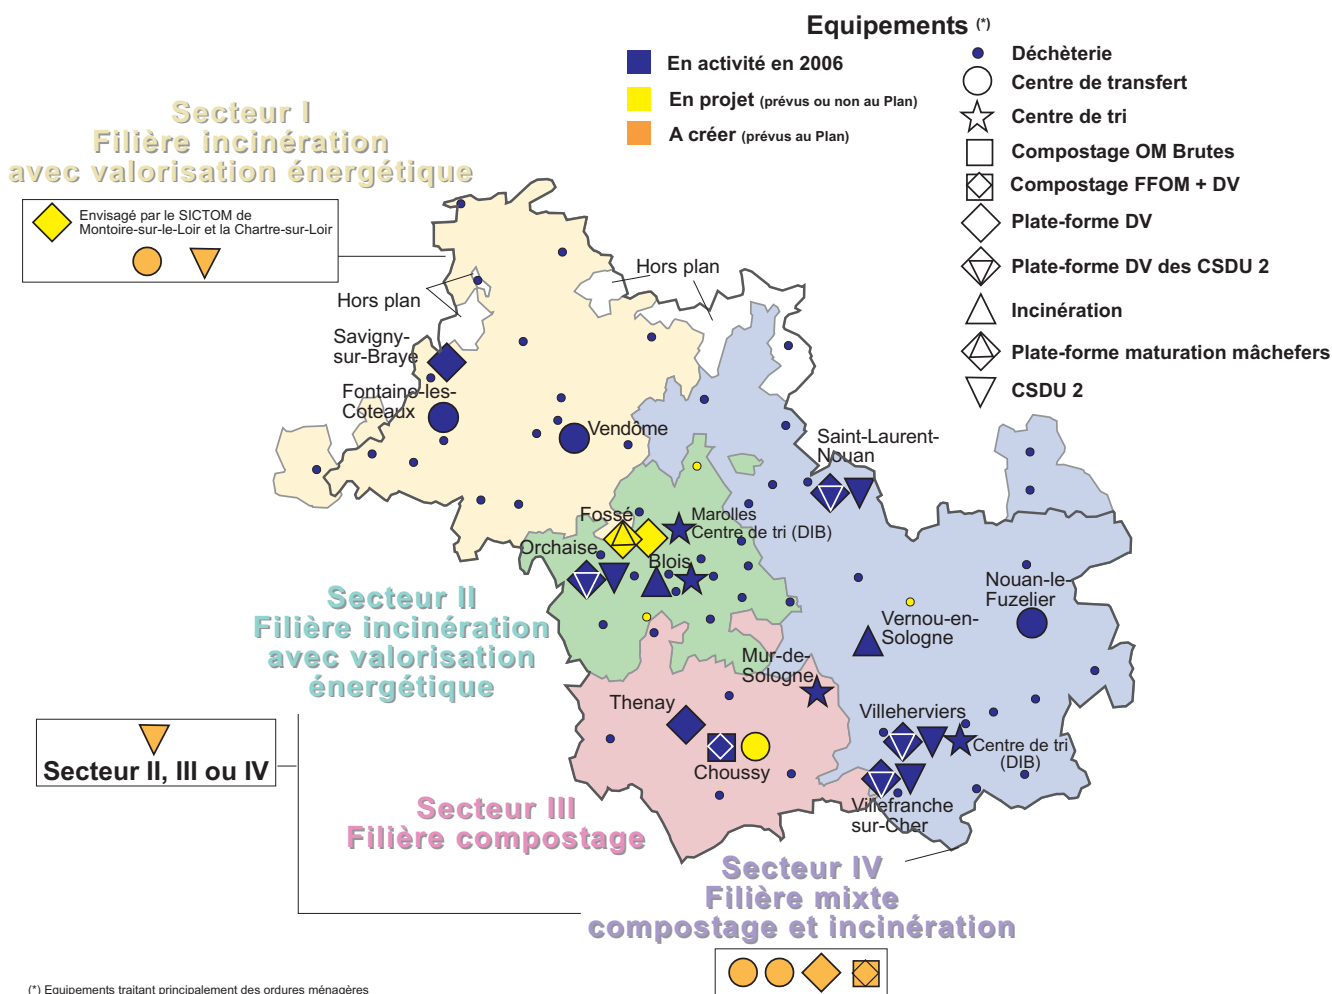 Equipements (*)
En activité en 2006
En projet (prévus ou non au Plan)
A créer (prévus au Plan)
Déchèterie
Centre de transfert
Centre de tri
Compostage OM Brutes
Compostage FFOM + DV
Plate-forme DV
Plate-forme DV des CSDU 2
Incinération
Plate-forme maturation mâchefers
CSDU 2
Secteur I
Filière incinération
avec valorisation énergétique
Envisagé par le SICTOM de
Montoire-sur-le-Loir et la Chartre-sur-Loir
Hors plan
Hors plan
Savigny-
sur-Braye
Fontaine-les-
Coteaux
Vendôme
Saint-Laurent-
Nouan
Fossé
Marolles
Centre de tri (DIB)
Orchaise
Blois
Nouan-le-
Fuzelier
Vernou-en-
Sologne
Secteur II
Filière incinération
avec valorisation
énergétique
Mur-de-
Sologne
Thenay
Villeherviers
Centre de tri
(DIB)
Choussy
Villefranche
sur-Cher
Secteur II, III ou IV
Secteur III
Filière compostage
Secteur IV
Filière mixte
compostage et incinération
(*) Equipements traitant principalement des ordures ménagères